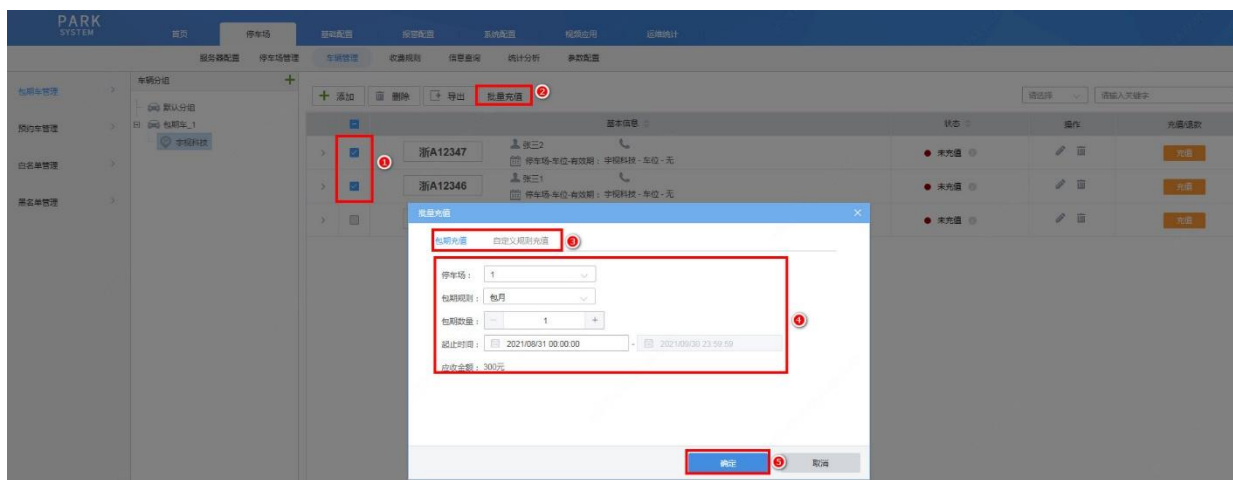 PARK
SYSTEM
首页 停车场 基础配置 报警配置 系统配置 视频应用 运维统计
服务器配置 停车场管理 车辆管理 收费规则 信息查询 统计分析 参数配置
包期车管理
预约车管理
白名单管理
黑名单管理
车辆分组
默认分组
包期车_1
宇视科技
添加 删除 导出 批量充值 2
请选择 请输入关键字
基本信息 状态 操作 充值/退款
1
浙A12347 张三2
停车场-车位-有效期：宇视科技 - 车位 - 无
未充值 充值
浙A12346 张三1
停车场-车位-有效期：宇视科技 - 车位 - 无
未充值 充值
未充值 充值
批量充值
包期充值 自定义规则充值 3
停车场： 1
包期规则： 包月
包期数量： 1
4
起止时间： 2021/08/31 00:00:00 - 2021/09/30 23:59:59
应收金额：300元
确定 5 取消